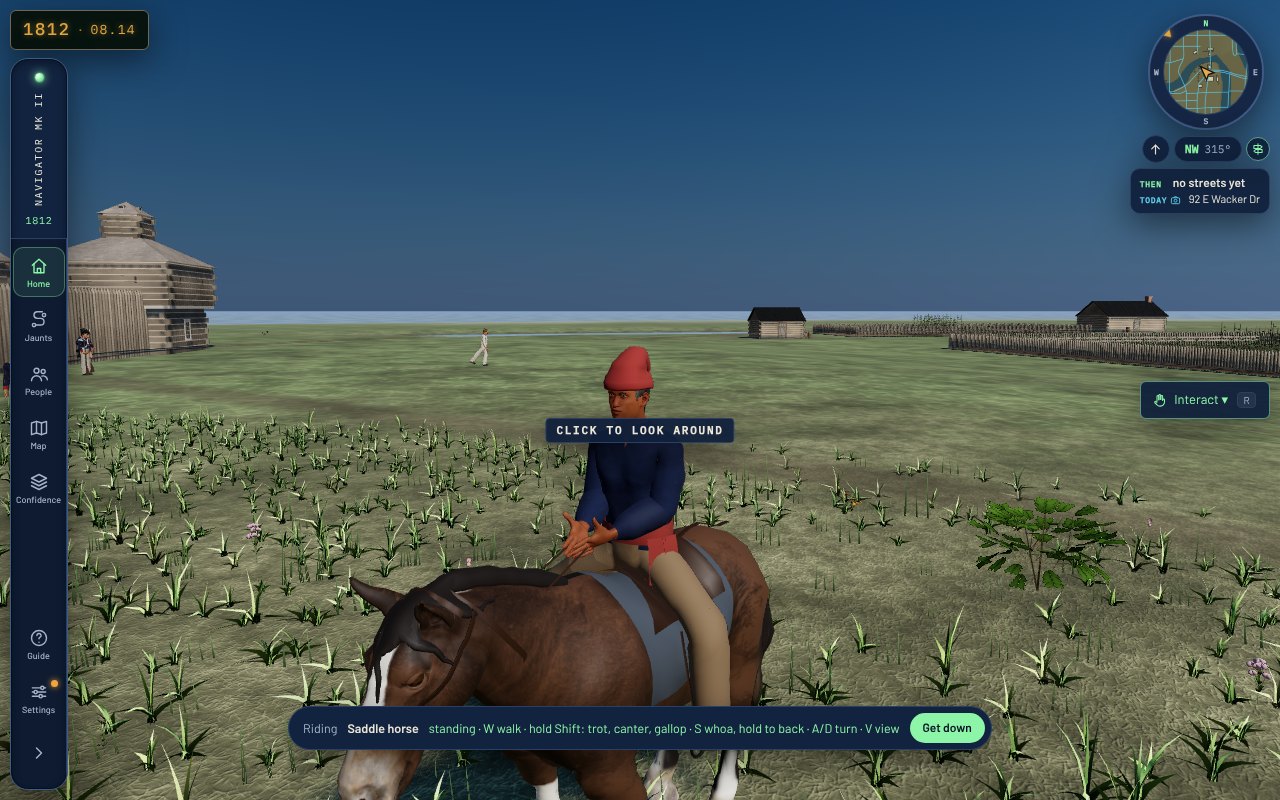 1812 · 08.14
NAVIGATOR MK II
1812
Home
Jaunts
People
Map
Confidence
Guide
Settings
N
W
E
S
NW 315°
THEN no streets yet
TODAY 92 E Wacker Dr
Interact ▾ R
CLICK TO LOOK AROUND
Riding Saddle horse standing · W walk · hold Shift: trot, canter, gallop · S whoa, hold to back · A/D turn · V view Get down